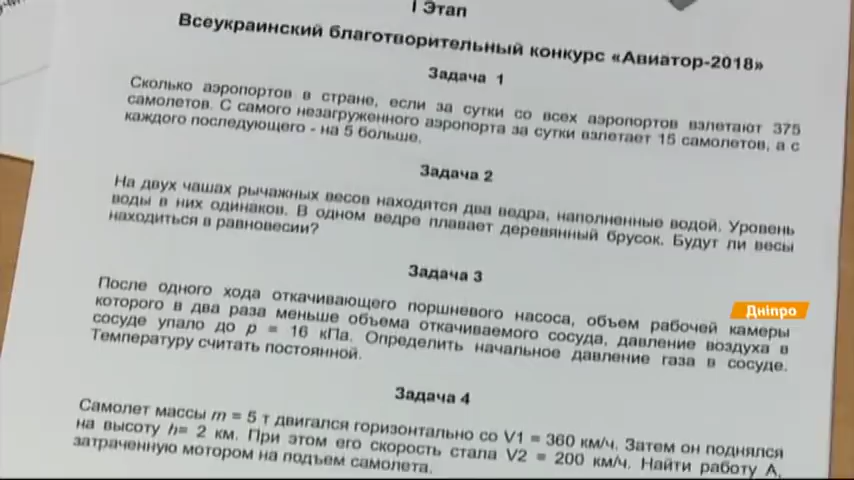 I Этап
Всеукраинский благотворительный конкурс «Авиатор-2018»
Задача 1
Сколько аэропортов в стране, если за сутки со всех аэропортов взлетают 375
самолетов. С самого незагруженного аэропорта за сутки взлетает 15 самолетов, а с
каждого последующего - на 5 больше.
Задача 2
На двух чашах рычажных весов находятся два ведра, наполненные водой. Уровень
воды в них одинаков. В одном ведре плавает деревянный брусок. Будут ли весы
находиться в равновесии?
Задача 3
После одного хода откачивающего поршневого насоса, объем рабочей камеры
которого в два раза меньше объема откачиваемого сосуда, давление воздуха в
сосуде упало до p = 16 кПа. Определить начальное давление газа в сосуде.
Температуру считать постоянной.
Дніпро
Задача 4
Самолет массы m = 5 т двигался горизонтально со V1 = 360 км/ч. Затем он поднялся
на высоту h= 2 км. При этом его скорость стала V2 = 200 км/ч. Найти работу А,
затраченную мотором на подъем самолета.